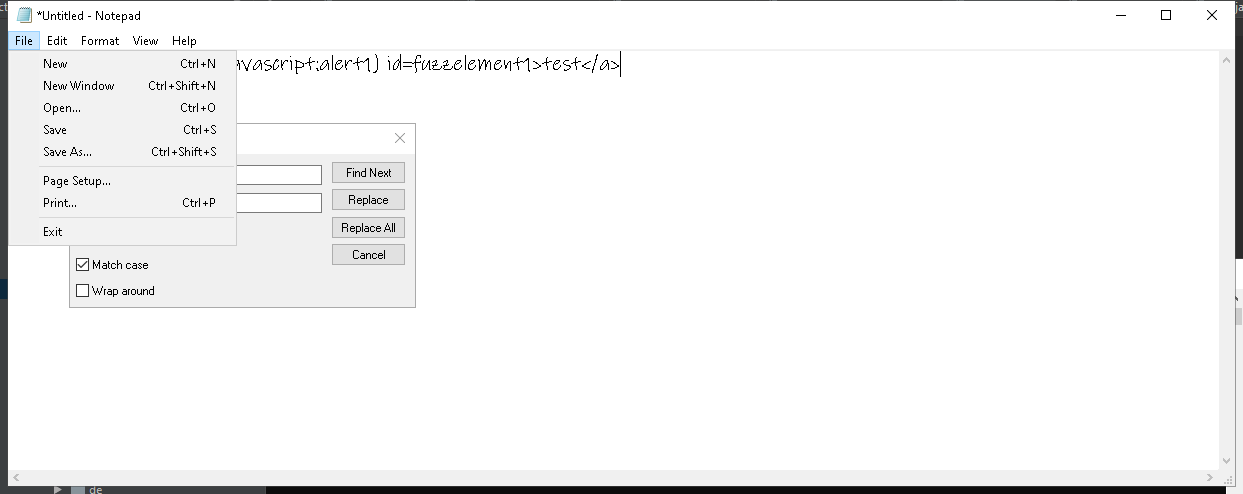 *Untitled - Notepad
File Edit Format View Help
New Ctrl+N
New Window Ctrl+Shift+N
Open... Ctrl+O
Save Ctrl+S
Save As... Ctrl+Shift+S
Page Setup...
Print... Ctrl+P
Exit
avascript:alert1) id=fuzzelement1>test</a>
Find Next
Replace
Replace All
Cancel
Match case
Wrap around
de